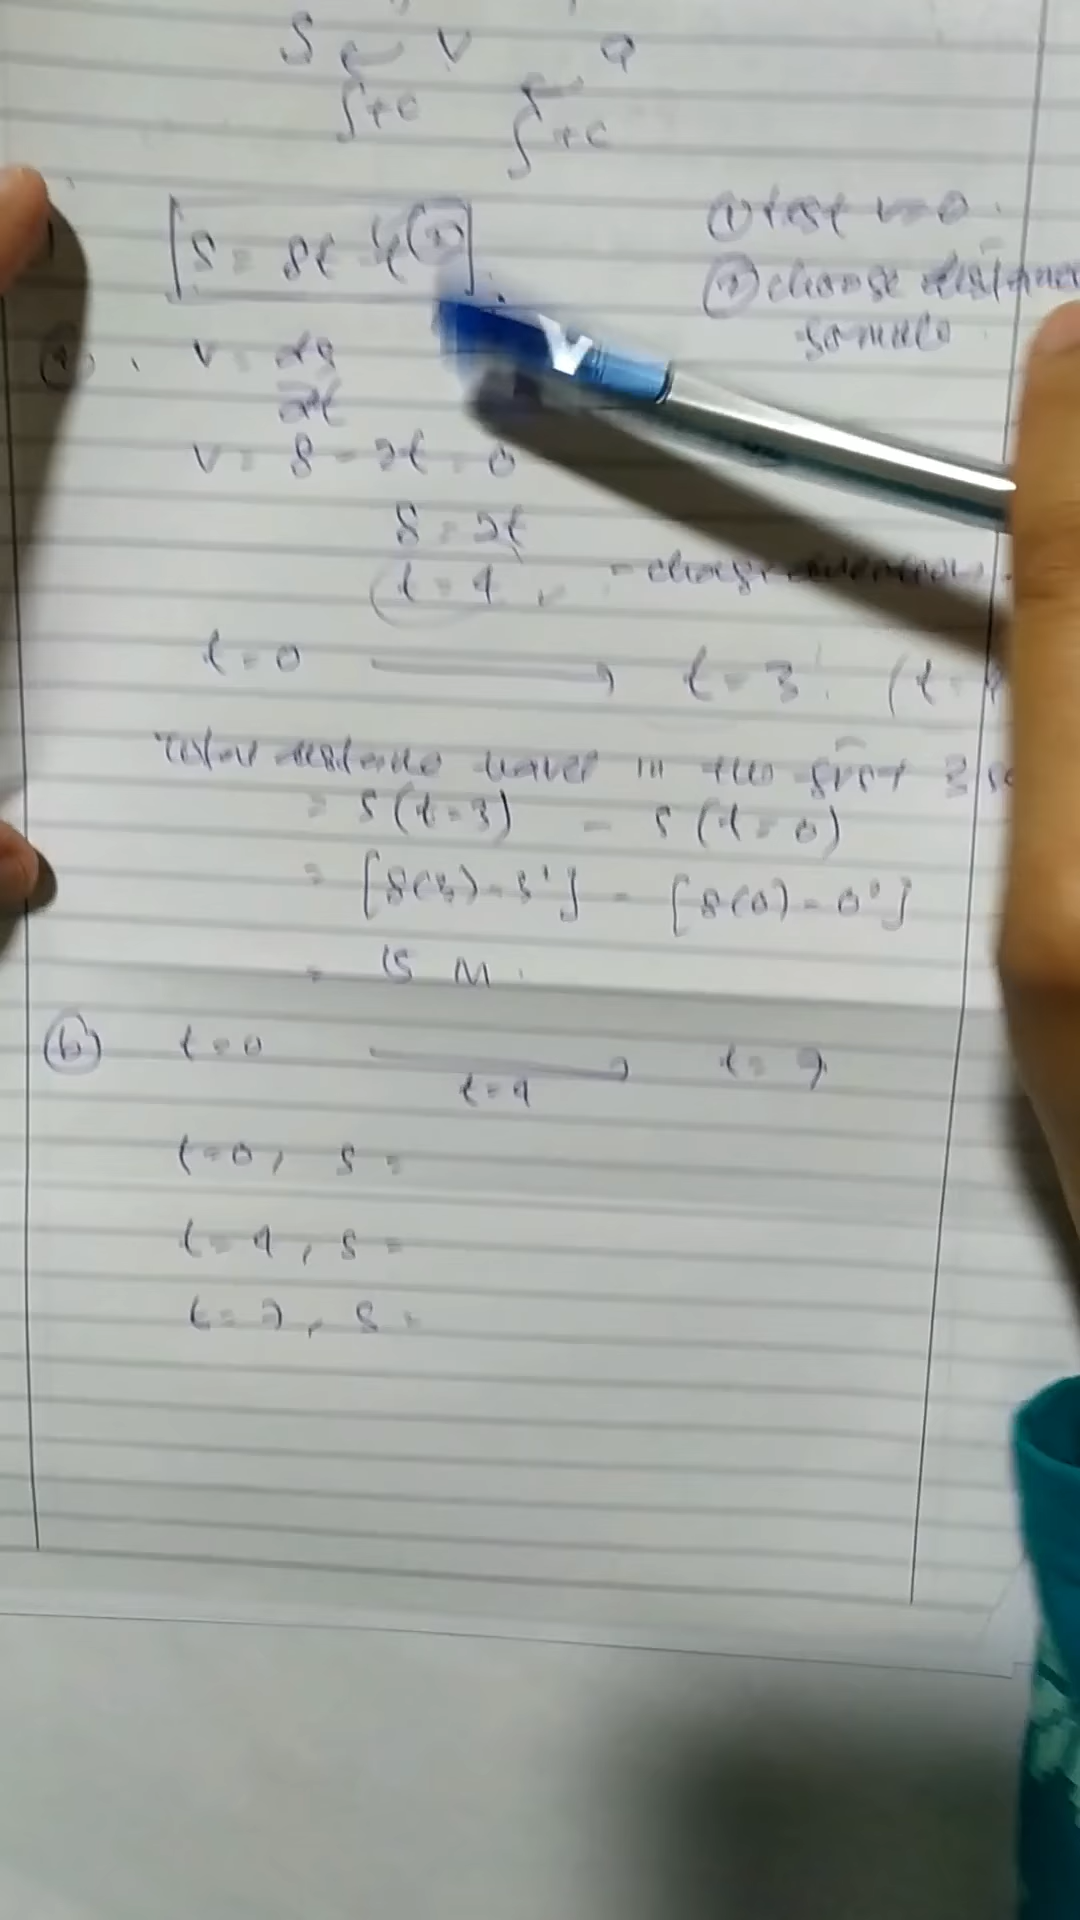 S V a
∫+c ∫+c
S = 8t - t² ① test v=0.
② choose distance
formula
(a) v = ds
dt
v = 8 - 2t = 0
8 = 2t
t = 4
t=0 → t=3 (t=
Total distance travel in the first 3
= S(t=3) - S(t=0)
= [8(3)-3²] - [8(0)-0²]
= 15 M.
(b) t=0 → t=9
t=4
t=0, S =
t=4, S =
t=9, S =